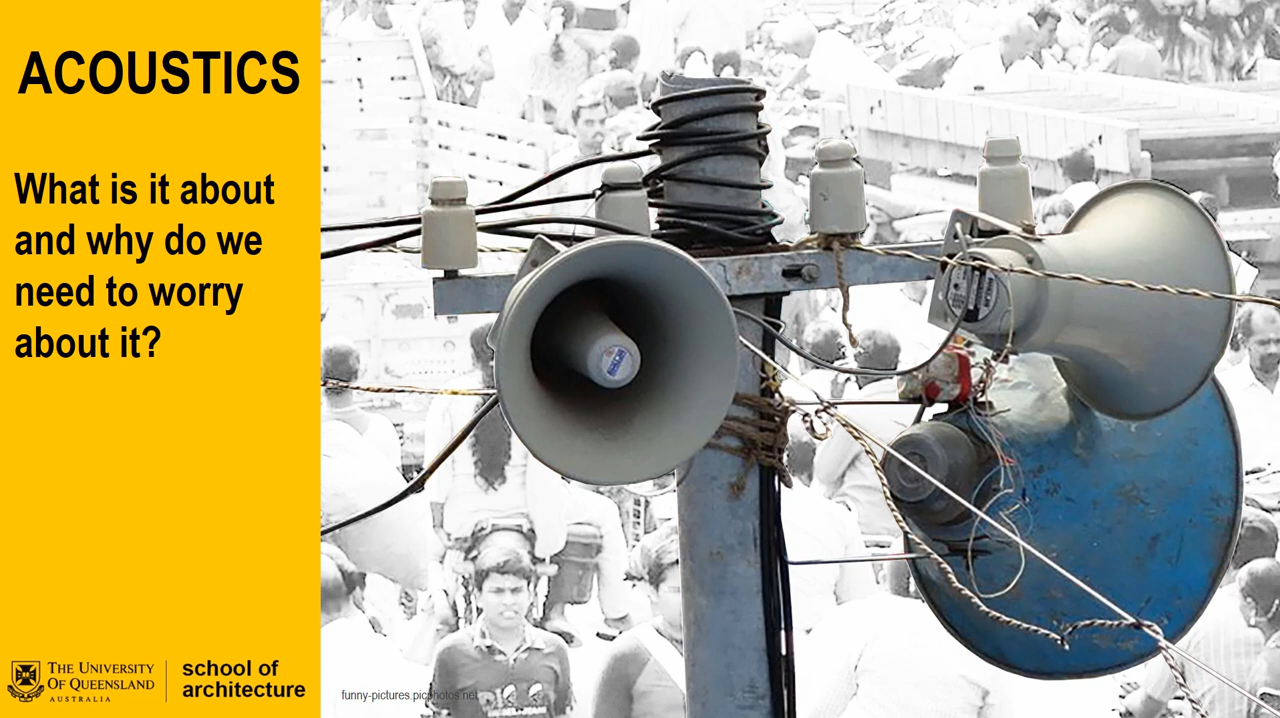 ACOUSTICS
What is it about
and why do we
need to worry
about it?
THE UNIVERSITY
OF QUEENSLAND
AUSTRALIA
school of
architecture
funny-pictures.picphotos.net